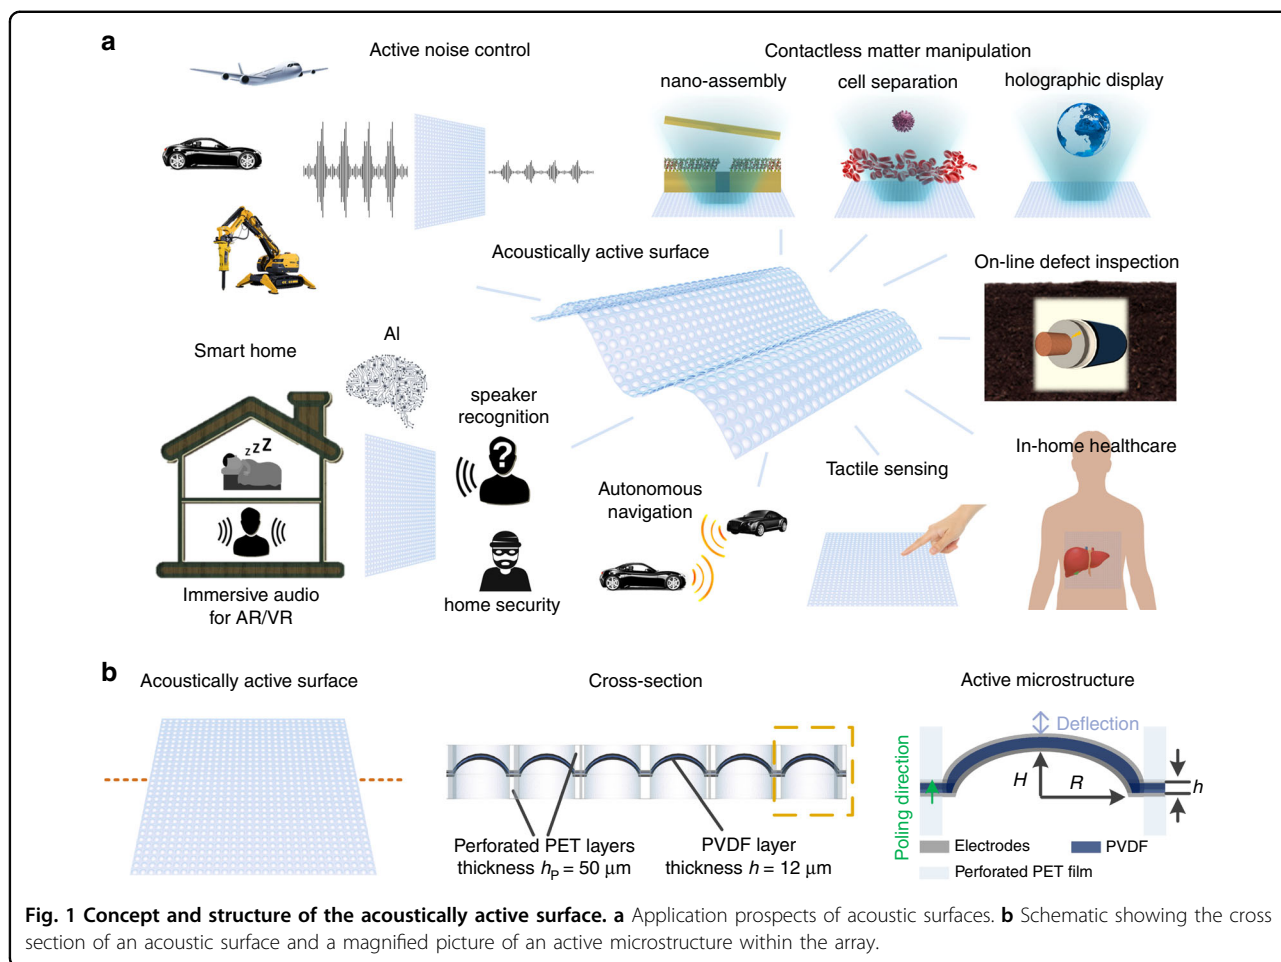 a
Active noise control
Contactless matter manipulation
nano-assembly
cell separation
holographic display
Acoustically active surface
On-line defect inspection
Smart home
AI
speaker
recognition
?
z z Z
Immersive audio
for AR/VR
home security
Autonomous
navigation
Tactile sensing
In-home healthcare
b
Acoustically active surface
Cross-section
Perforated PET layers
thickness hP = 50 μm
PVDF layer
thickness h = 12 μm
Active microstructure
Deflection
Poling direction
H
R
h
Electrodes
PVDF
Perforated PET film
Fig. 1 Concept and structure of the acoustically active surface. a Application prospects of acoustic surfaces. b Schematic showing the cross
section of an acoustic surface and a magnified picture of an active microstructure within the array.